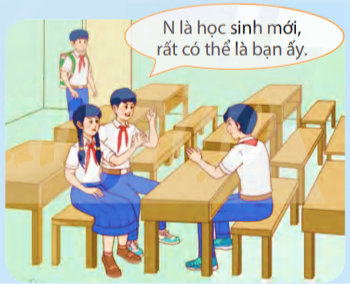 N là học sinh mới,
rất có thể là bạn ấy.